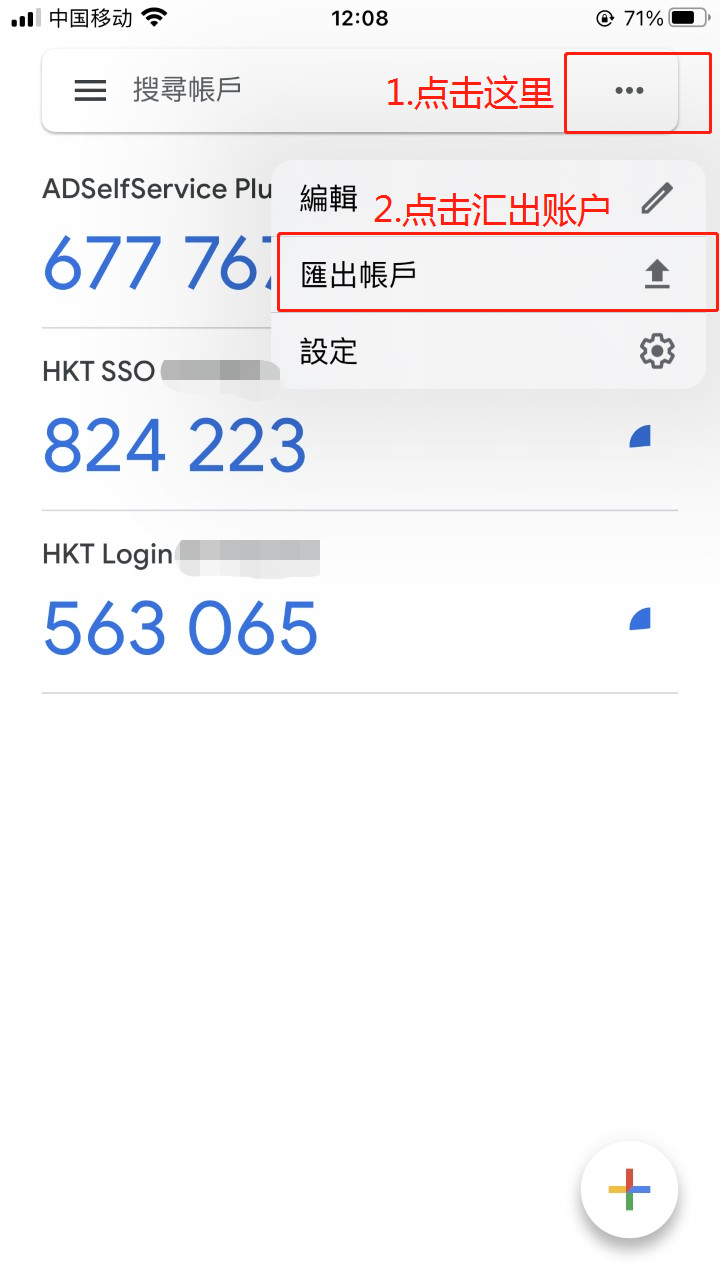 中国移动 12:08 71%
搜尋帳戶 1.点击这里
ADSelfService Plu
編輯
2.点击汇出账户
677 767
匯出帳戶
設定
HKT SSO
824 223
HKT Login
563 065